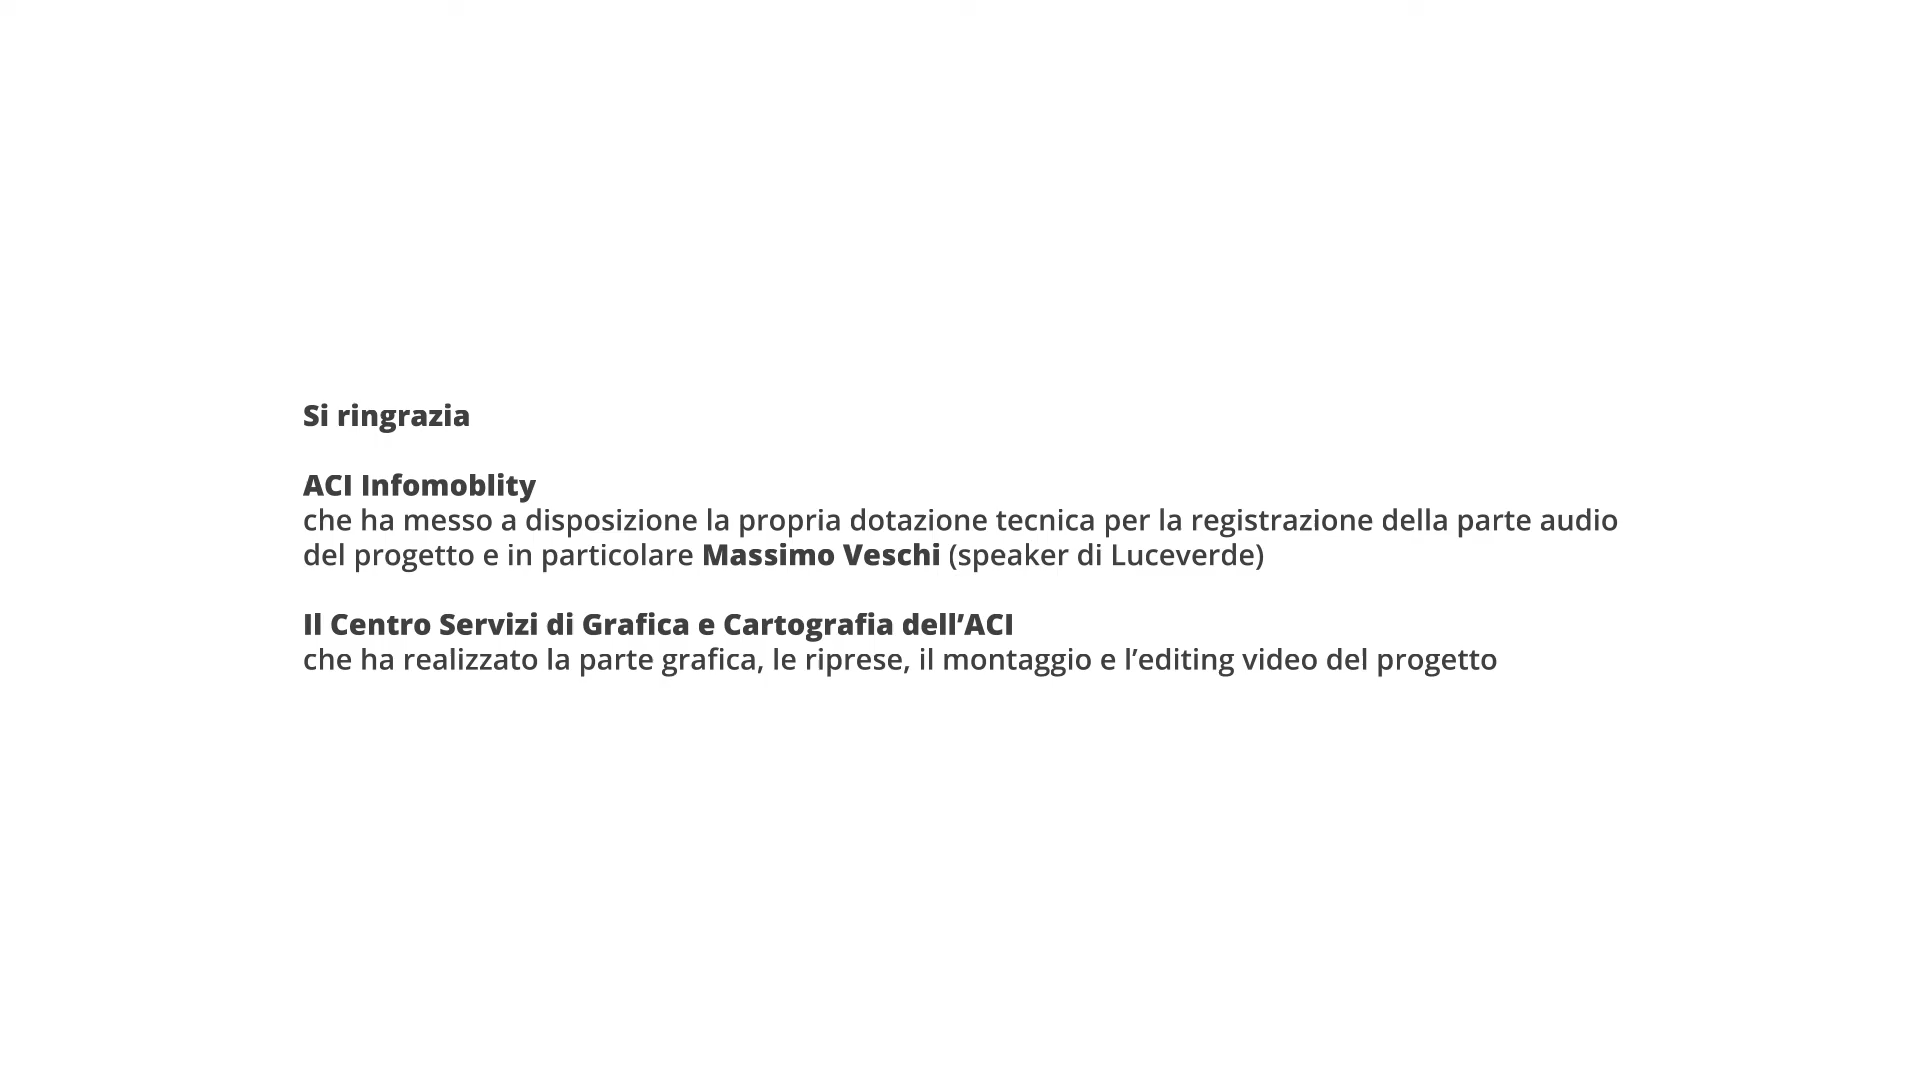 Si ringrazia
ACI Infomoblity
che ha messo a disposizione la propria dotazione tecnica per la registrazione della parte audio
del progetto e in particolare Massimo Veschi (speaker di Luceverde)
Il Centro Servizi di Grafica e Cartografia dell’ACI
che ha realizzato la parte grafica, le riprese, il montaggio e l’editing video del progetto